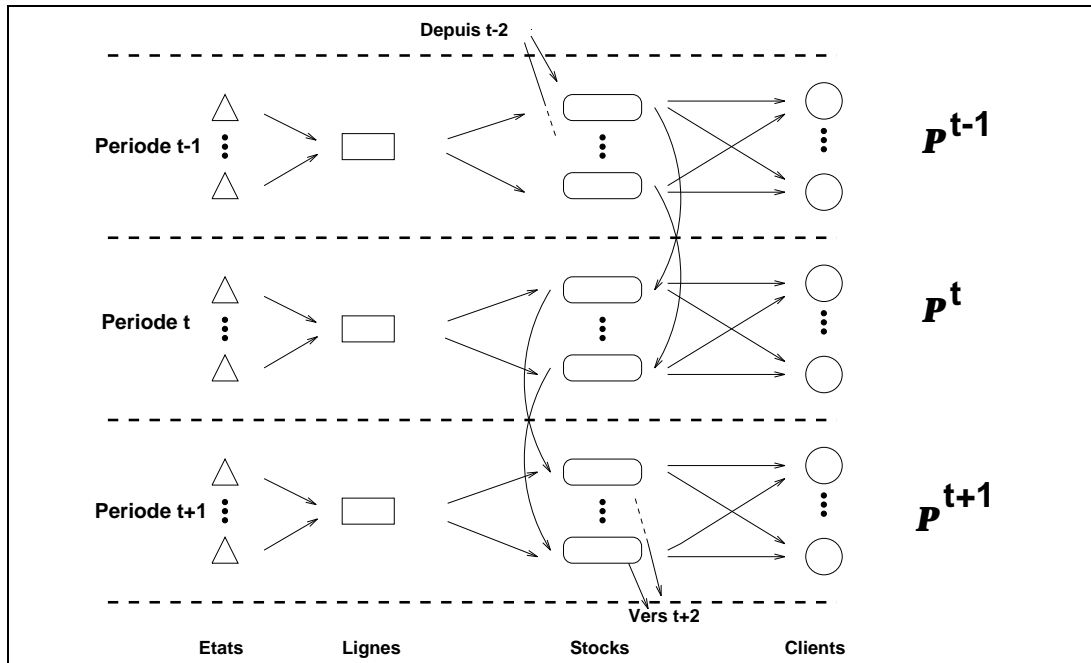 Depuis t-2
Periode t-1
P t-1
Periode t
P t
Periode t+1
P t+1
Vers t+2
Etats Lignes Stocks Clients